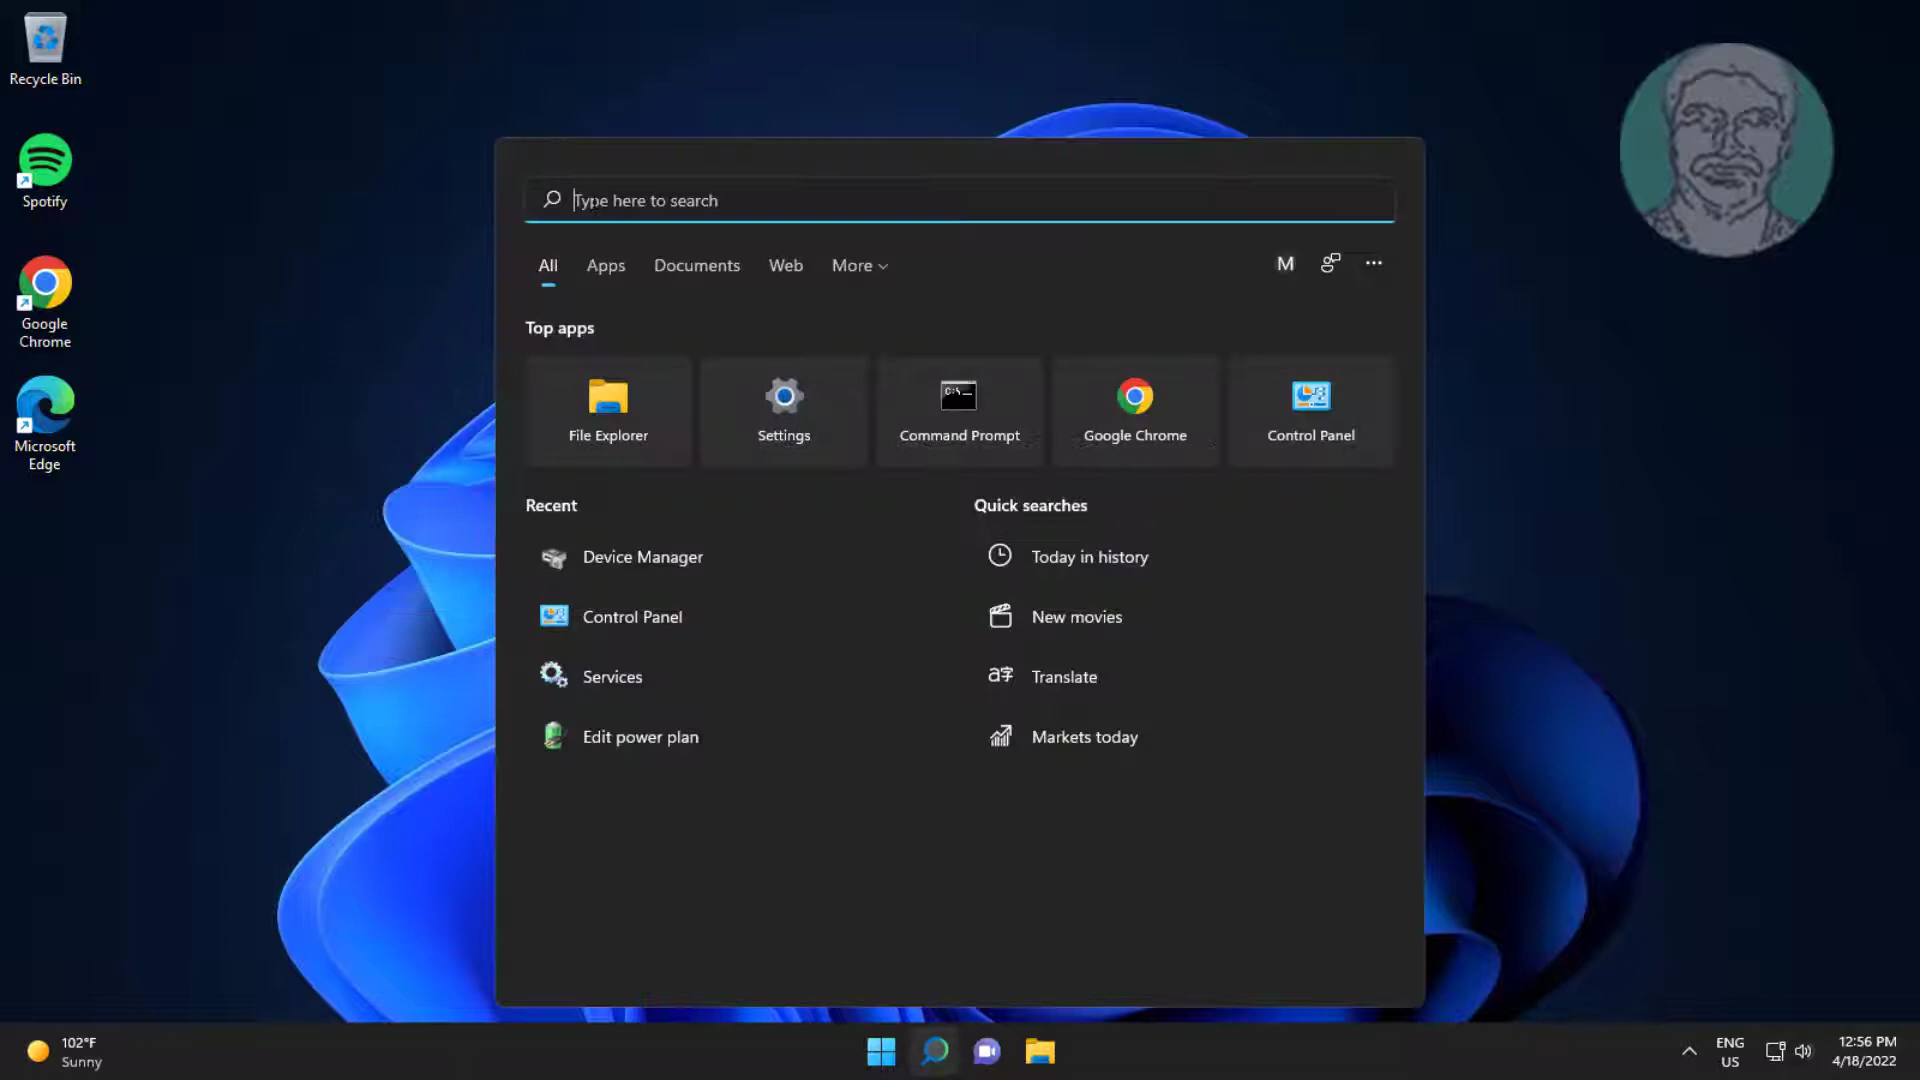 Recycle Bin
Spotify
Google
Chrome
Microsoft
Edge
Type here to search
All Apps Documents Web More
M
Top apps
File Explorer Settings Command Prompt Google Chrome Control Panel
Recent
Device Manager
Control Panel
Services
Edit power plan
Quick searches
Today in history
New movies
Translate
Markets today
102°F
Sunny
ENG
US
12:56 PM
4/18/2022